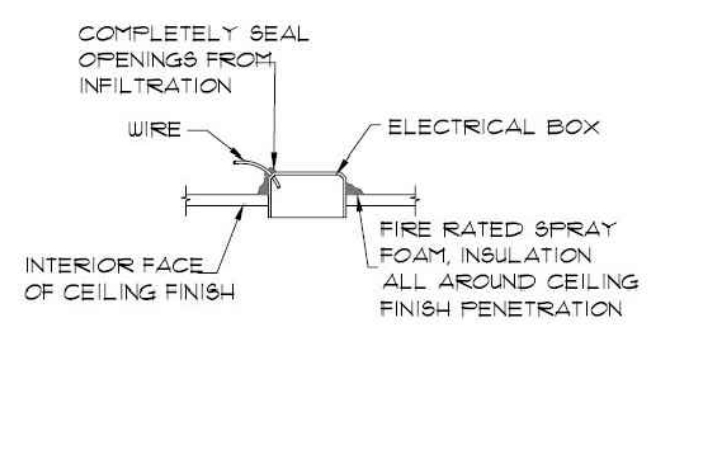 COMPLETELY SEAL
OPENINGS FROM
INFILTRATION
WIRE
ELECTRICAL BOX
FIRE RATED SPRAY
FOAM, INSULATION
ALL AROUND CEILING
FINISH PENETRATION
INTERIOR FACE
OF CEILING FINISH